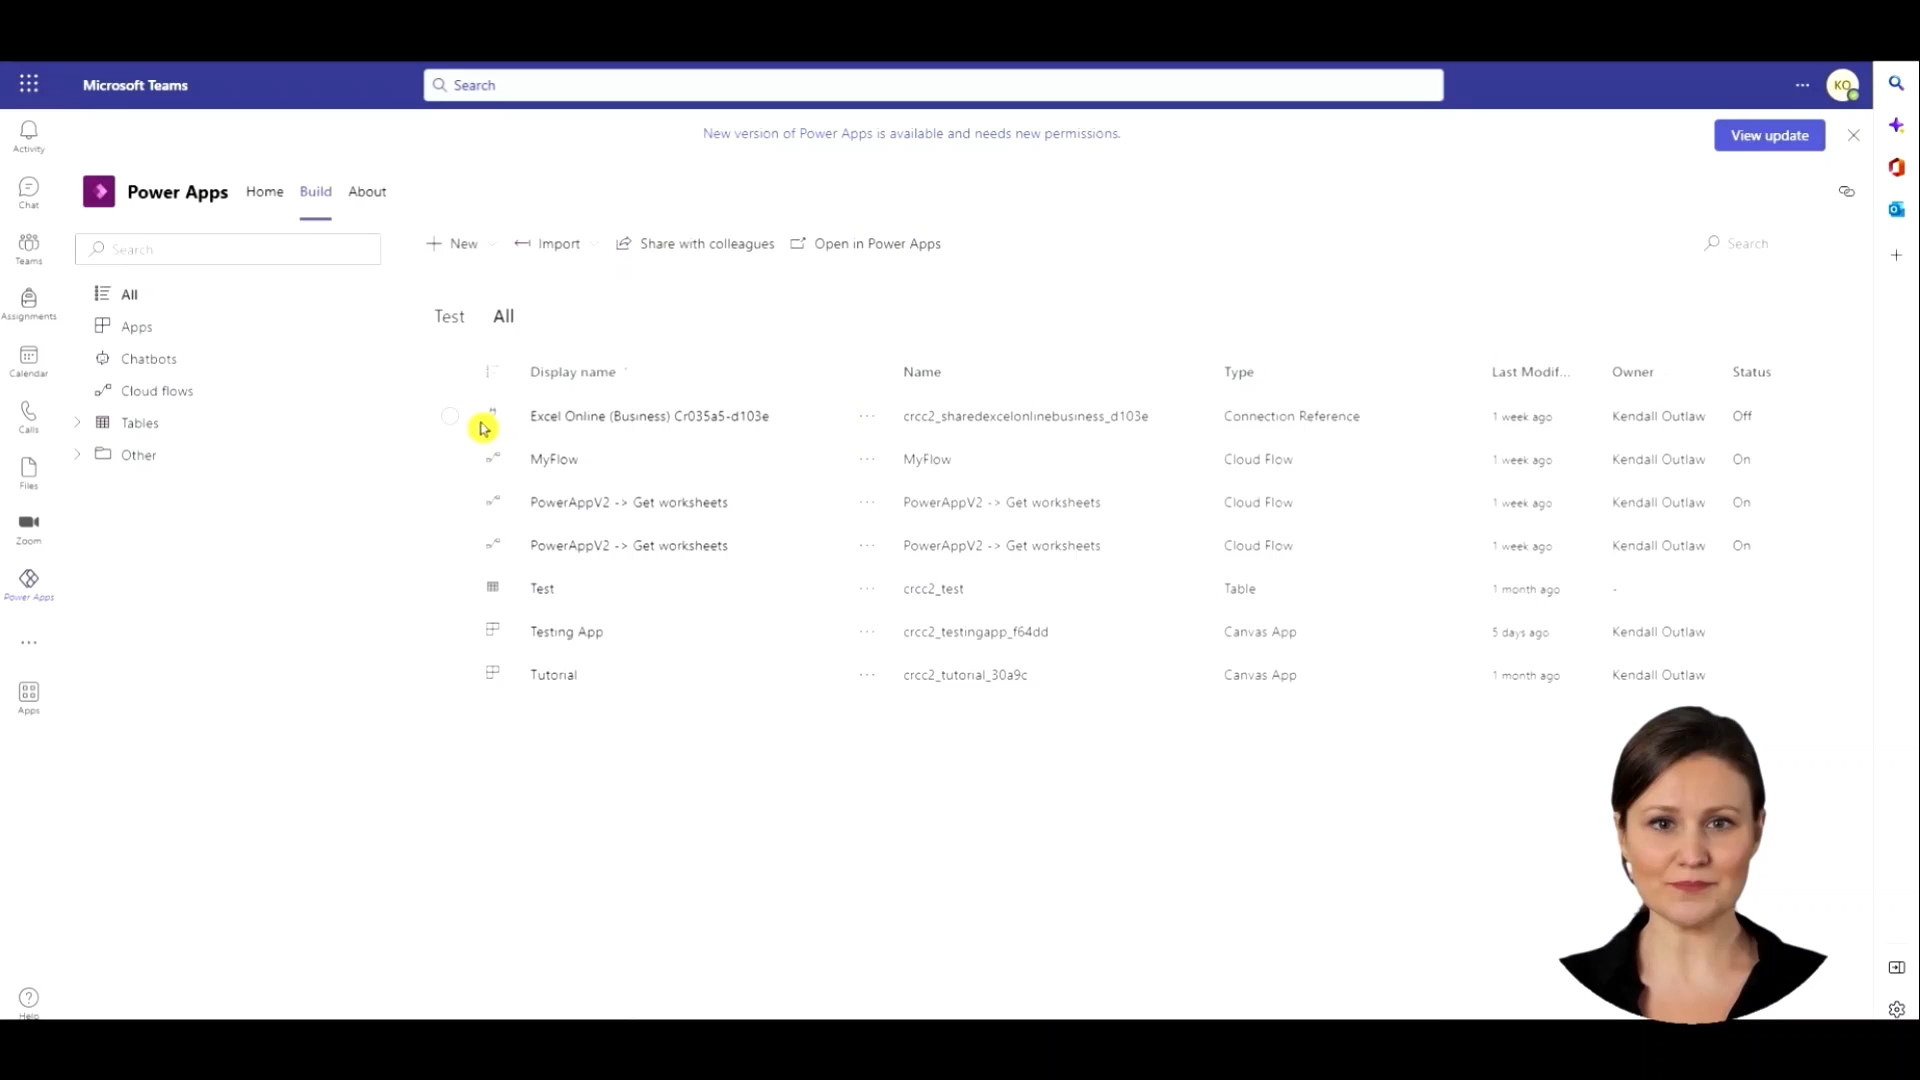 Microsoft Teams
Search
KO
New version of Power Apps is available and needs new permissions.
View update
Activity
Chat
Teams
Assignments
Calendar
Calls
Files
Zoom
Power Apps
Apps
Help
Power Apps Home Build About
Search
All
Apps
Chatbots
Cloud flows
Tables
Other
New Import Share with colleagues Open in Power Apps Search
Test All
Display name Name Type Last Modif... Owner Status
Excel Online (Business) Cr035a5-d103e ... crcc2_sharedexcelonlinebusiness_d103e Connection Reference 1 week ago Kendall Outlaw Off
MyFlow ... MyFlow Cloud Flow 1 week ago Kendall Outlaw On
PowerAppV2 -> Get worksheets ... PowerAppV2 -> Get worksheets Cloud Flow 1 week ago Kendall Outlaw On
PowerAppV2 -> Get worksheets ... PowerAppV2 -> Get worksheets Cloud Flow 1 week ago Kendall Outlaw On
Test ... crcc2_test Table 1 month ago -
Testing App ... crcc2_testingapp_f64dd Canvas App 5 days ago Kendall Outlaw
Tutorial ... crcc2_tutorial_30a9c Canvas App 1 month ago Kendall Outlaw